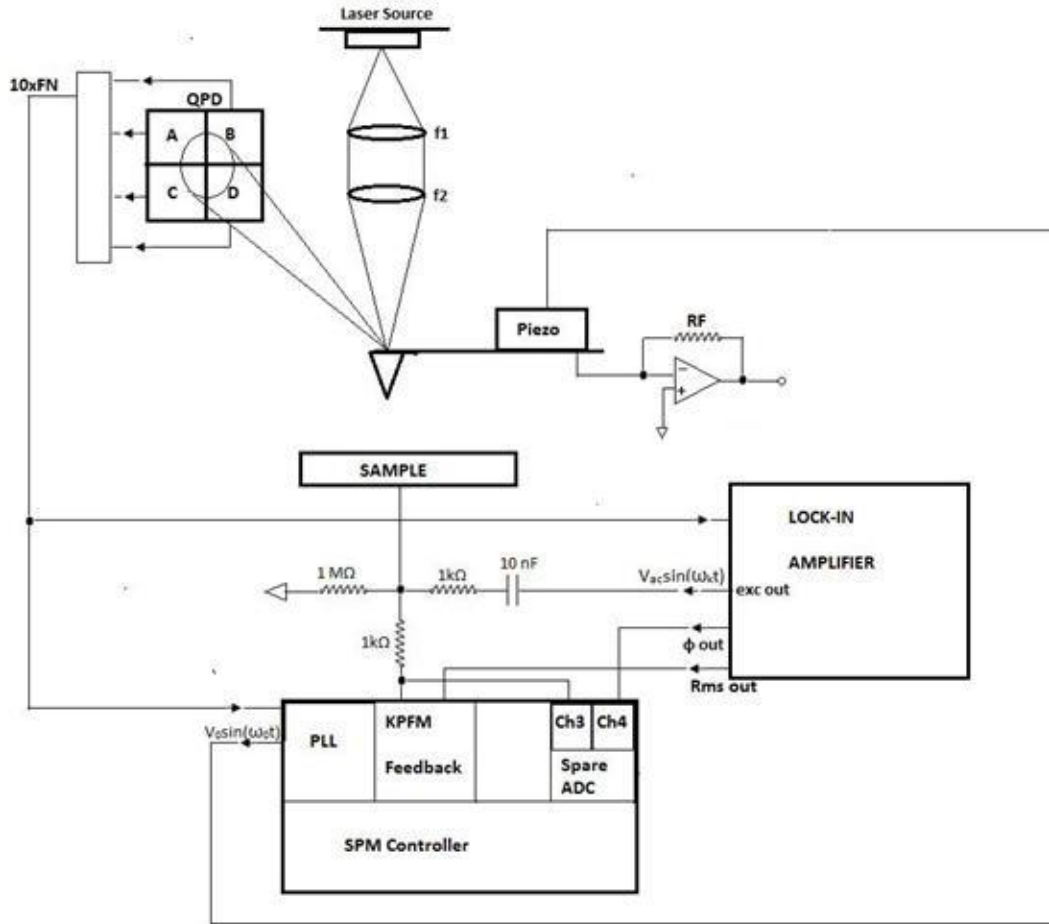 Laser Source
10xFN
QPD
A
B
C
D
f1
f2
Piezo
RF
−
+
SAMPLE
LOCK-IN
AMPLIFIER
1 MΩ
1kΩ
10 nF
Vacsin(ωkt)
exc out
1kΩ
ϕ out
Rms out
V0sin(ω0t)
PLL
KPFM
Feedback
Ch3
Ch4
Spare
ADC
SPM Controller